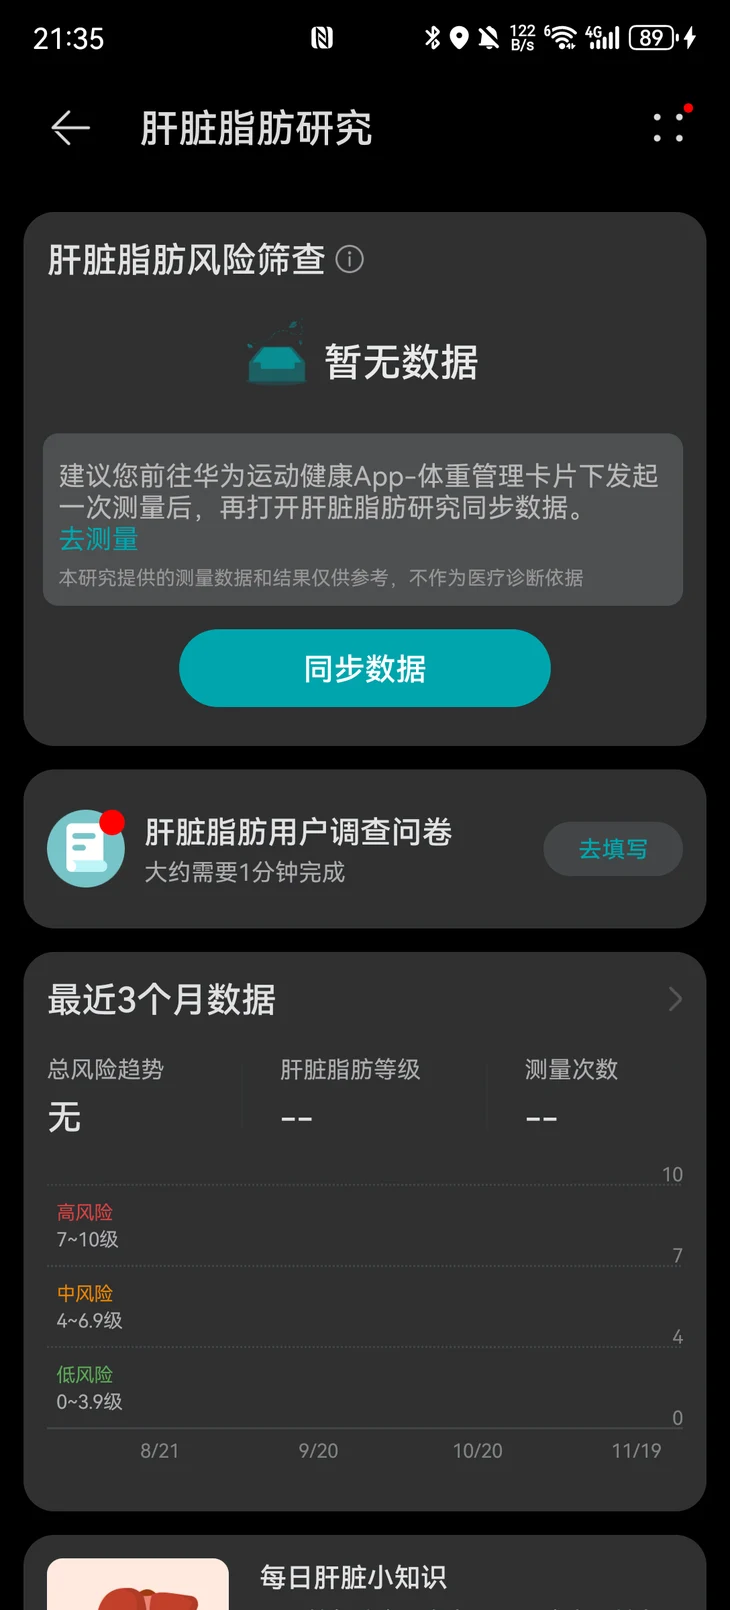 21:35
122
B/s
6
4G
89
肝脏脂肪研究
肝脏脂肪风险筛查
暂无数据
建议您前往华为运动健康App-体重管理卡片下发起
一次测量后，再打开肝脏脂肪研究同步数据。
去测量
本研究提供的测量数据和结果仅供参考，不作为医疗诊断依据
同步数据
肝脏脂肪用户调查问卷
大约需要1分钟完成
去填写
最近3个月数据
总风险趋势 肝脏脂肪等级 测量次数
无 -- --
10
高风险
7~10级
7
中风险
4~6.9级
4
低风险
0~3.9级
0
8/21 9/20 10/20 11/19
每日肝脏小知识